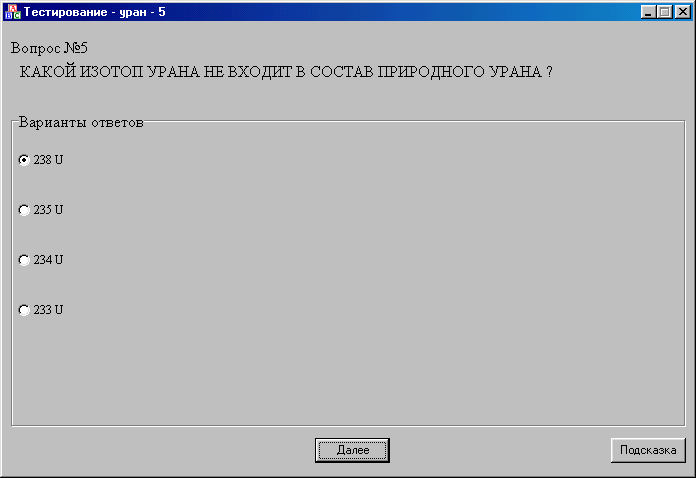 Тестирование - уран - 5
Вопрос №5
КАКОЙ ИЗОТОП УРАНА НЕ ВХОДИТ В СОСТАВ ПРИРОДНОГО УРАНА ?
Варианты ответов
238 U
235 U
234 U
233 U
Далее
Подсказка